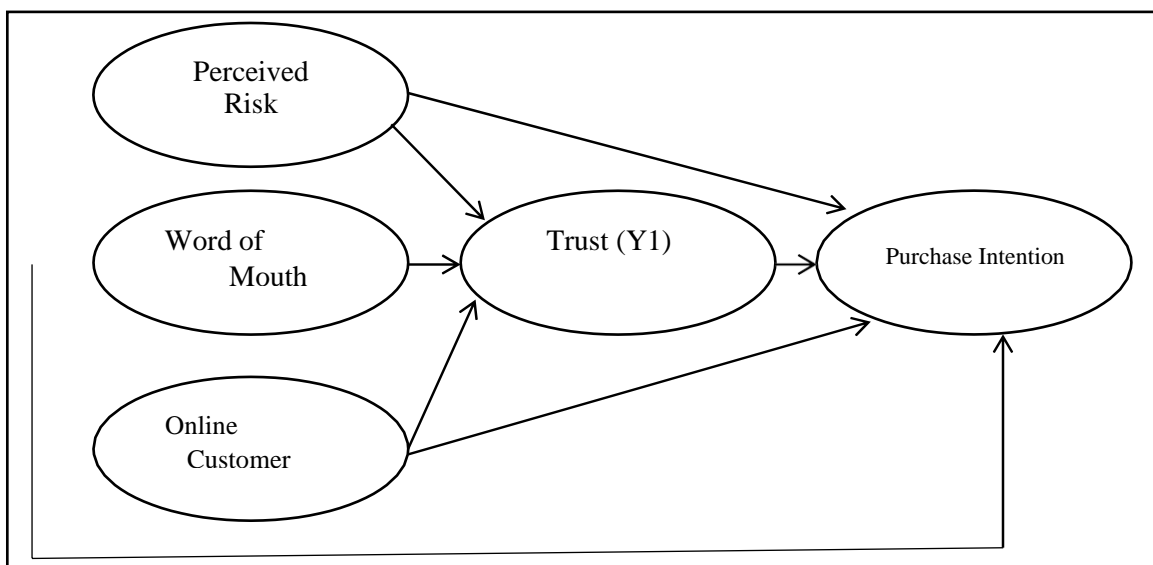 Perceived
Risk
Word of
Mouth
Trust (Y1)
Purchase Intention
Online
Customer